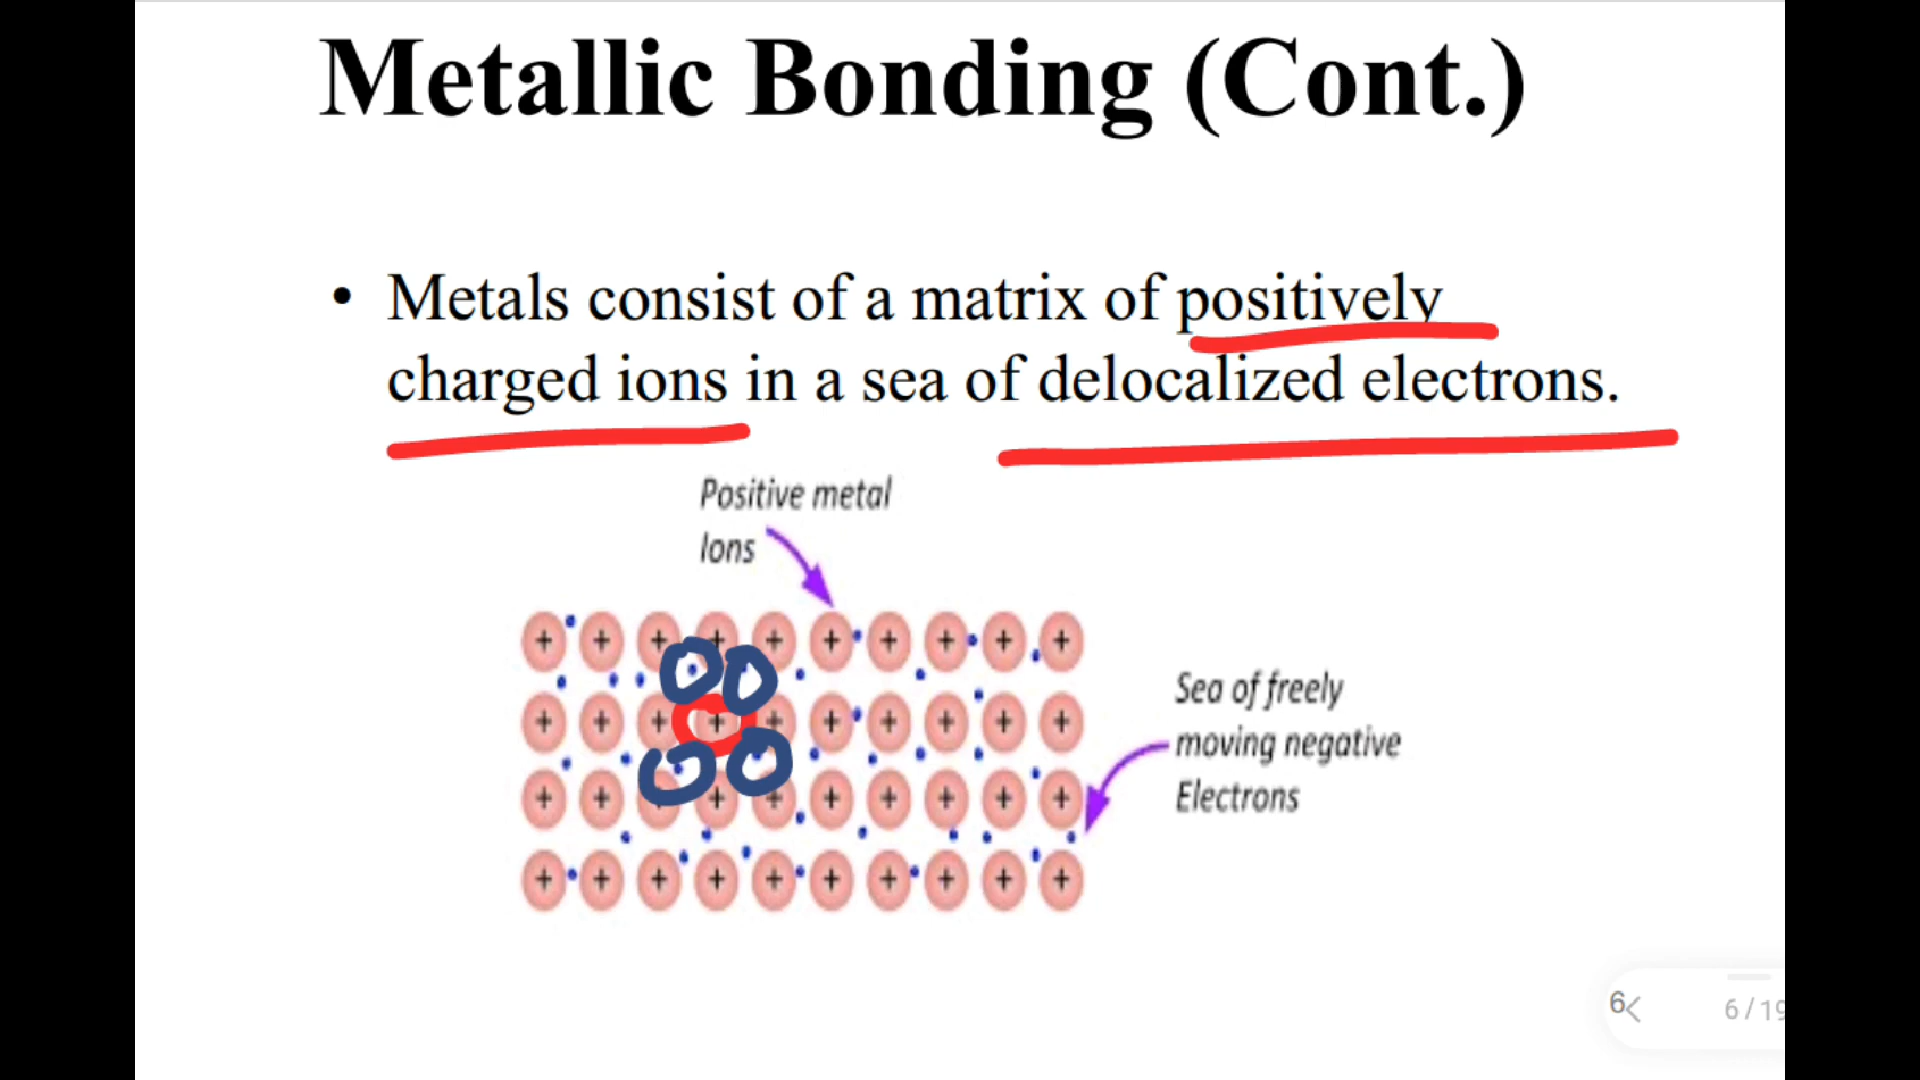 Metallic Bonding (Cont.)
• Metals consist of a matrix of positively
charged ions in a sea of delocalized electrons.
Positive metal
Ions
+ + + + + + + + + +
Sea of freely
moving negative
Electrons
+ + + + + + + + + +
+ + + + + + + + +
+ + + + + + + + + +
6
6/19